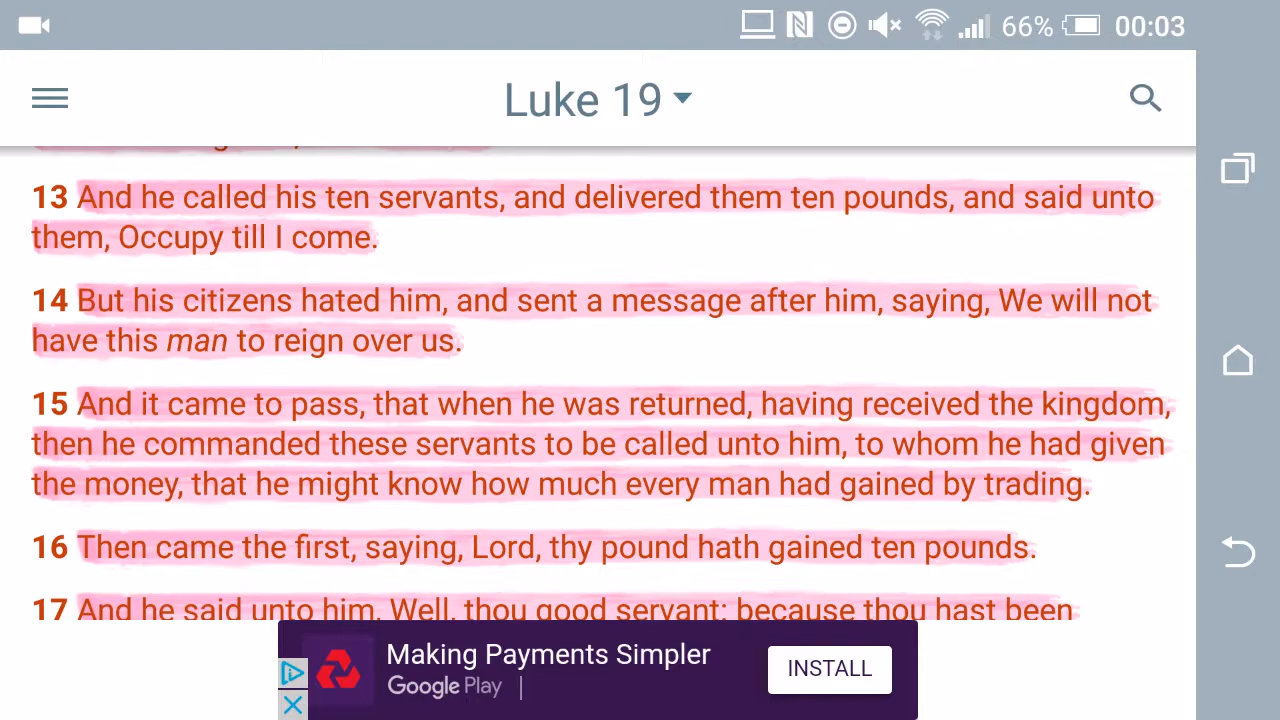 66% 00:03
Luke 19
13 And he called his ten servants, and delivered them ten pounds, and said unto
them, Occupy till I come.
14 But his citizens hated him, and sent a message after him, saying, We will not
have this man to reign over us.
15 And it came to pass, that when he was returned, having received the kingdom,
then he commanded these servants to be called unto him, to whom he had given
the money, that he might know how much every man had gained by trading.
16 Then came the first, saying, Lord, thy pound hath gained ten pounds.
17 And he said unto him, Well, thou good servant: because thou hast been
Making Payments Simpler
Google Play
INSTALL